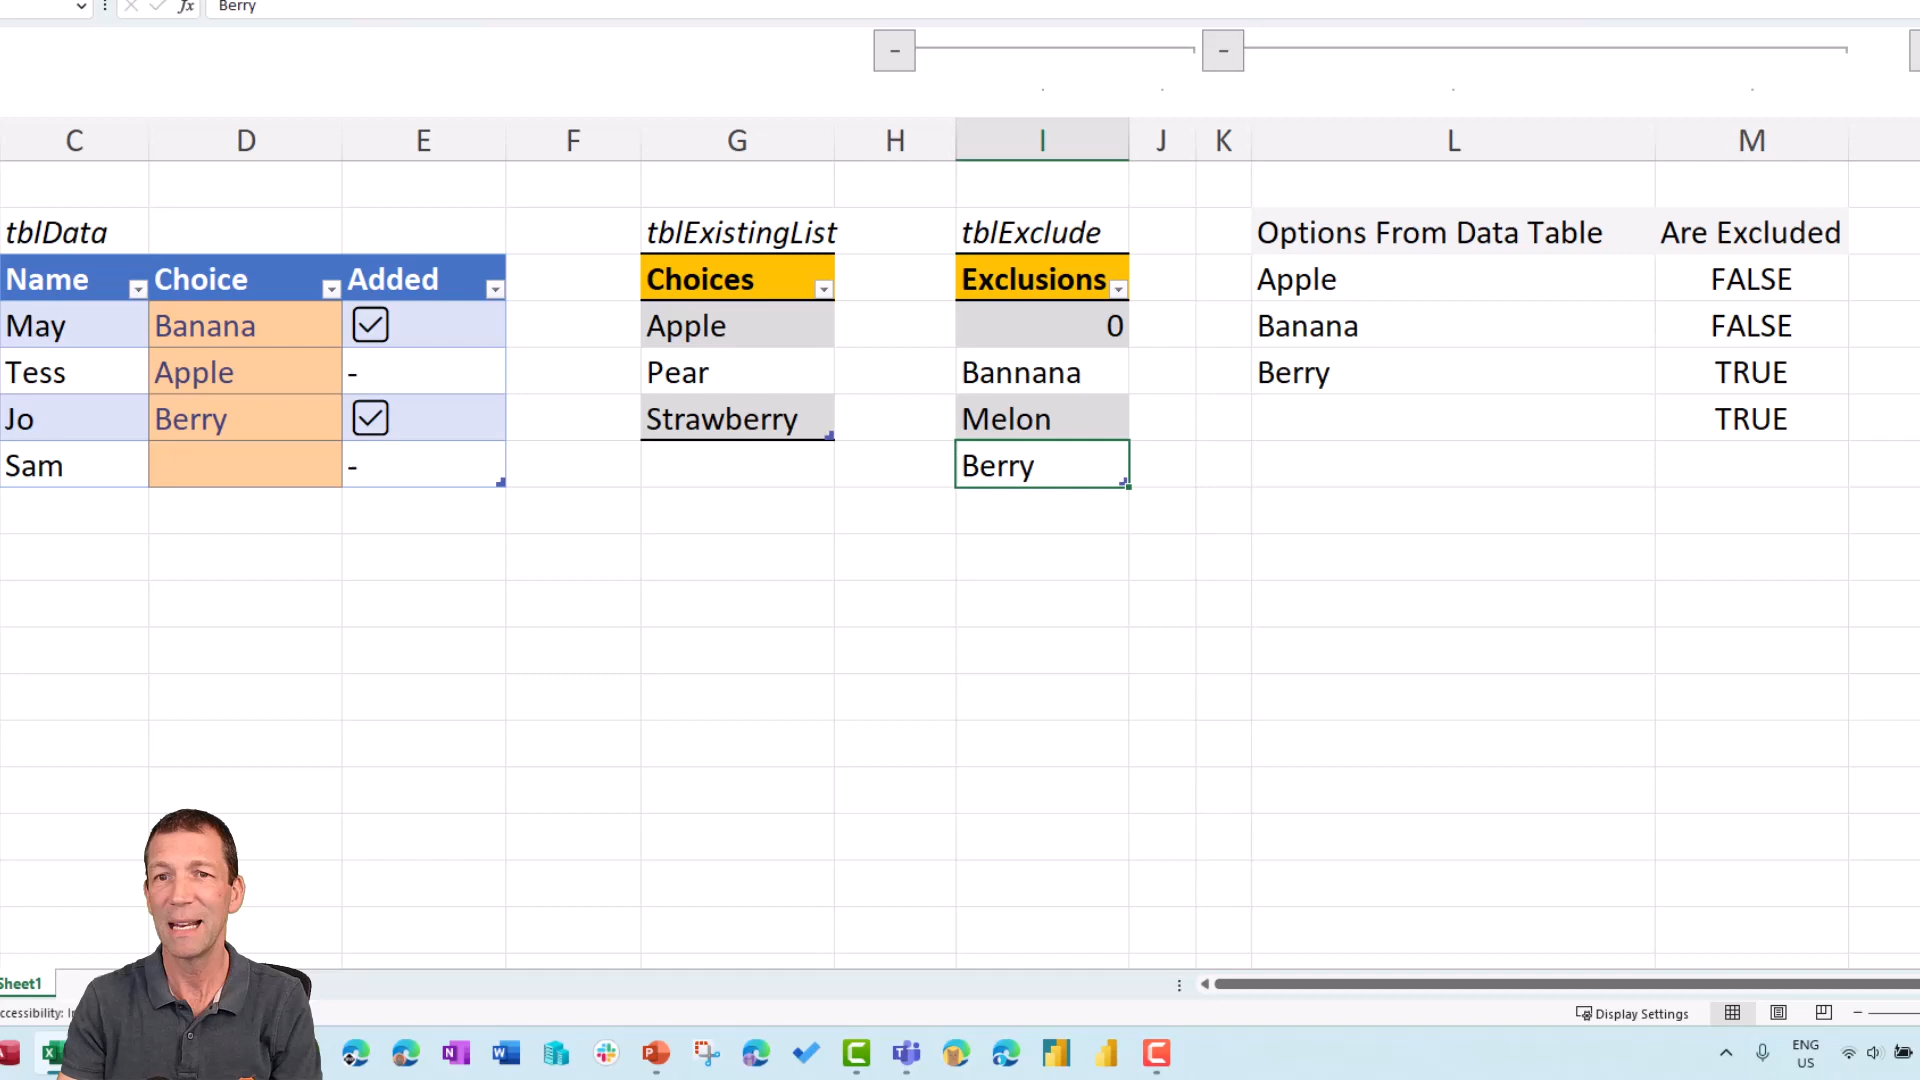 fx Berry
C D E F G H I J K L M
tblData tblExistingList tblExclude Options From Data Table Are Excluded
Name Choice Added Choices Exclusions Apple FALSE
May Banana Apple 0 Banana FALSE
Tess Apple - Pear Bannana Berry TRUE
Jo Berry Strawberry Melon TRUE
Sam - Berry
Sheet1
ccessibility: Display Settings
ENG
US